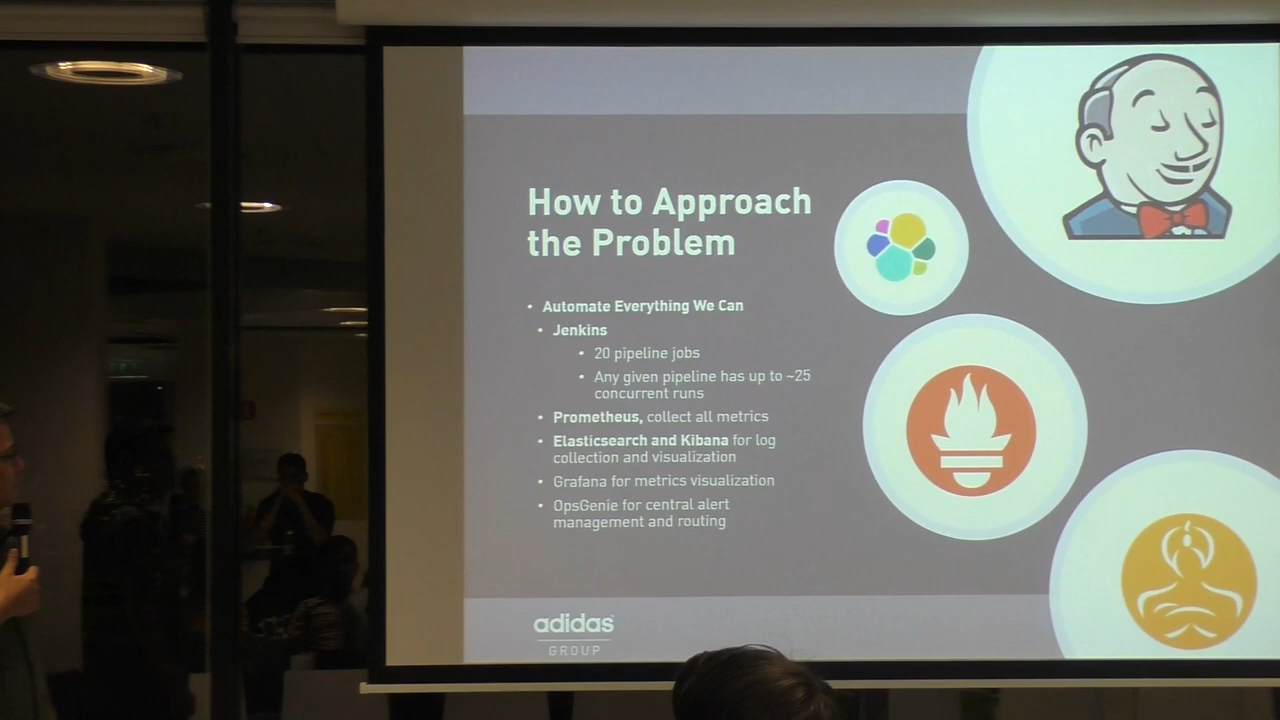 How to Approach
the Problem
• Automate Everything We Can
• Jenkins
• 20 pipeline jobs
• Any given pipeline has up to ~25
concurrent runs
• Prometheus, collect all metrics
• Elasticsearch and Kibana for log
collection and visualization
• Grafana for metrics visualization
• OpsGenie for central alert
management and routing
adidas
GROUP